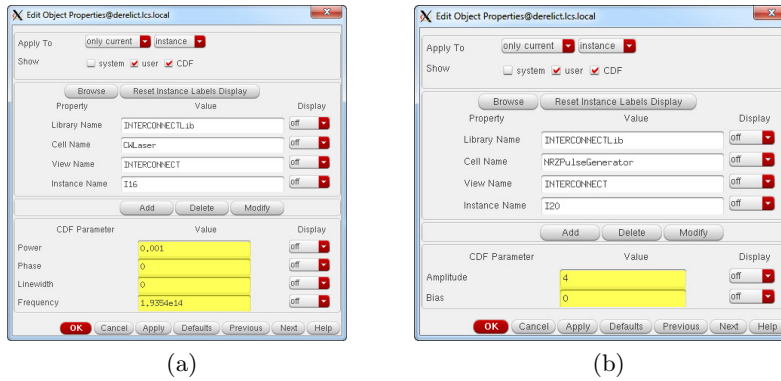 Edit Object Properties@derelict.lcs.local
Apply To only current instance
Show system user CDF
Browse Reset Instance Labels Display
Property Value Display
Library Name INTERCONNECTLib off
Cell Name CWLaser off
View Name INTERCONNECT off
Instance Name I16 off
Add Delete Modify
CDF Parameter Value Display
Power 0.001 off
Phase 0 off
Linewidth 0 off
Frequency 1.9354e14 off
OK Cancel Apply Defaults Previous Next Help
(a)
Edit Object Properties@derelict.lcs.local
Apply To only current instance
Show system user CDF
Browse Reset Instance Labels Display
Property Value Display
Library Name INTERCONNECTLib off
Cell Name NRZPulseGenerator off
View Name INTERCONNECT off
Instance Name I20 off
Add Delete Modify
CDF Parameter Value Display
Amplitude 4 off
Bias 0 off
OK Cancel Apply Defaults Previous Next Help
(b)